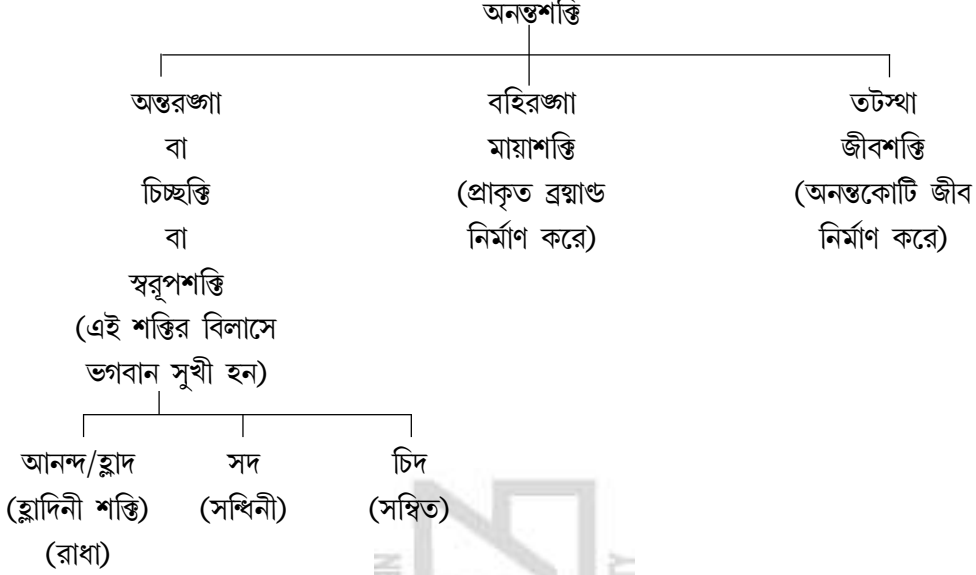 অনন্তশক্তি
অন্তরঙ্গা বহিরঙ্গা তটস্থা
বা মায়াশক্তি জীবশক্তি
চিচ্ছক্তি (প্রাকৃত ব্রহ্মাণ্ড (অনন্তকোটি জীব
বা নির্মাণ করে) নির্মাণ করে)
স্বরূপশক্তি
(এই শক্তির বিলাসে
ভগবান সুখী হন)
আনন্দ/হ্লাদ সদ চিদ
(হ্লাদিনী শক্তি) (সন্ধিনী) (সম্বিত)
(রাধা)